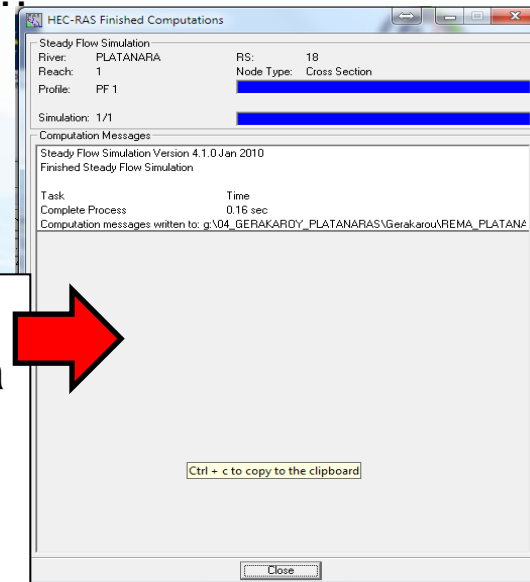 HEC-RAS Finished Computations
Steady Flow Simulation
River: PLATANARA RS: 18
Reach: 1 Node Type: Cross Section
Profile: PF 1
Simulation: 1/1
Computation Messages
Steady Flow Simulation Version 4.1.0 Jan 2010
Finished Steady Flow Simulation
Task Time
Complete Process 0.16 sec
Computation messages written to: g:\04_GERAKAROY_PLATANARAS\Gerakarou\REMA_PLATANA
Ctrl + c to copy to the clipboard
Close